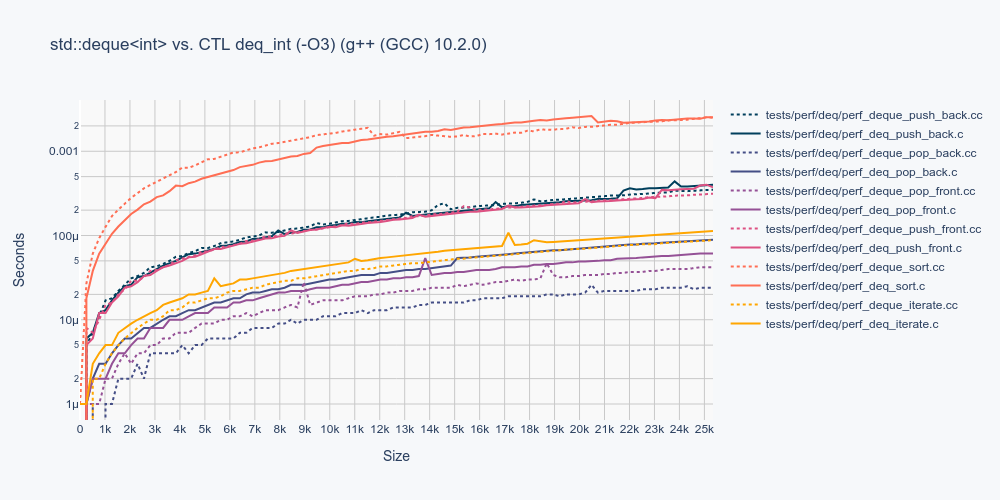 std::deque<int> vs. CTL deq_int (-O3) (g++ (GCC) 10.2.0)
Seconds
2
0.001
5
2
100μ
5
2
10μ
5
2
1μ
0 1k 2k 3k 4k 5k 6k 7k 8k 9k 10k 11k 12k 13k 14k 15k 16k 17k 18k 19k 20k 21k 22k 23k 24k 25k
Size
tests/perf/deq/perf_deque_push_back.cc
tests/perf/deq/perf_deq_push_back.c
tests/perf/deq/perf_deque_pop_back.cc
tests/perf/deq/perf_deq_pop_back.c
tests/perf/deq/perf_deque_pop_front.cc
tests/perf/deq/perf_deq_pop_front.c
tests/perf/deq/perf_deque_push_front.cc
tests/perf/deq/perf_deq_push_front.c
tests/perf/deq/perf_deque_sort.cc
tests/perf/deq/perf_deq_sort.c
tests/perf/deq/perf_deque_iterate.cc
tests/perf/deq/perf_deq_iterate.c